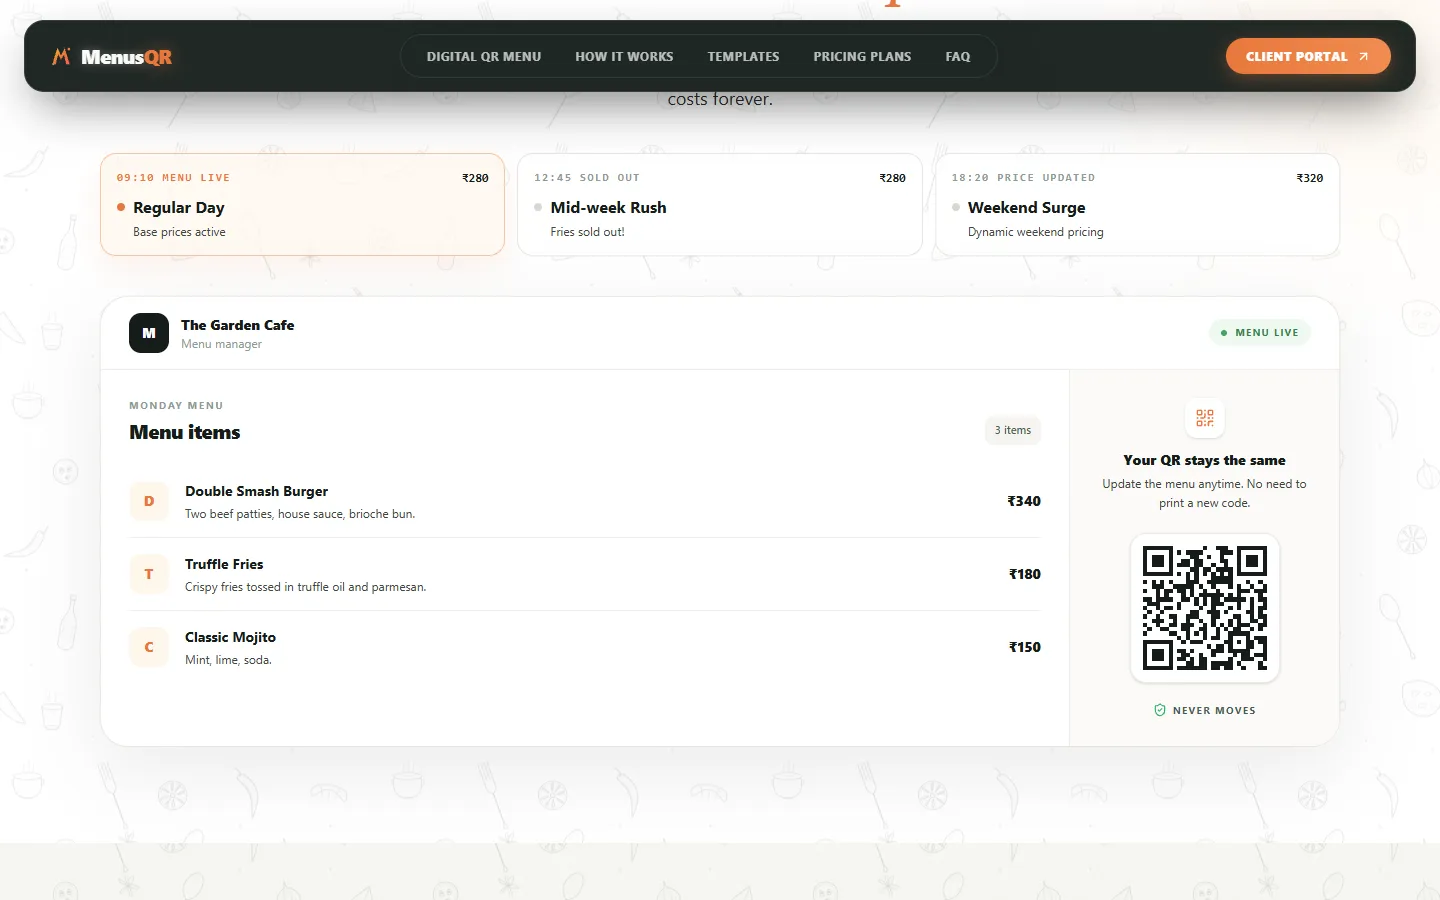 MenusQR
DIGITAL QR MENU
HOW IT WORKS
TEMPLATES
PRICING PLANS
FAQ
CLIENT PORTAL
costs forever.
09:10 MENU LIVE
₹280
Regular Day
Base prices active
12:45 SOLD OUT
₹280
Mid-week Rush
Fries sold out!
18:20 PRICE UPDATED
₹320
Weekend Surge
Dynamic weekend pricing
M
The Garden Cafe
Menu manager
MENU LIVE
MONDAY MENU
Menu items
3 items
D
Double Smash Burger
Two beef patties, house sauce, brioche bun.
₹340
T
Truffle Fries
Crispy fries tossed in truffle oil and parmesan.
₹180
C
Classic Mojito
Mint, lime, soda.
₹150
Your QR stays the same
Update the menu anytime. No need to
print a new code.
NEVER MOVES